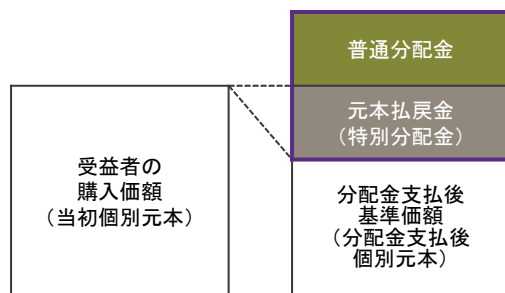 普通分配金
元本払戻金
（特別分配金）
受益者の
購入価額
（当初個別元本）
分配金支払後
基準価額
（分配金支払後
個別元本）